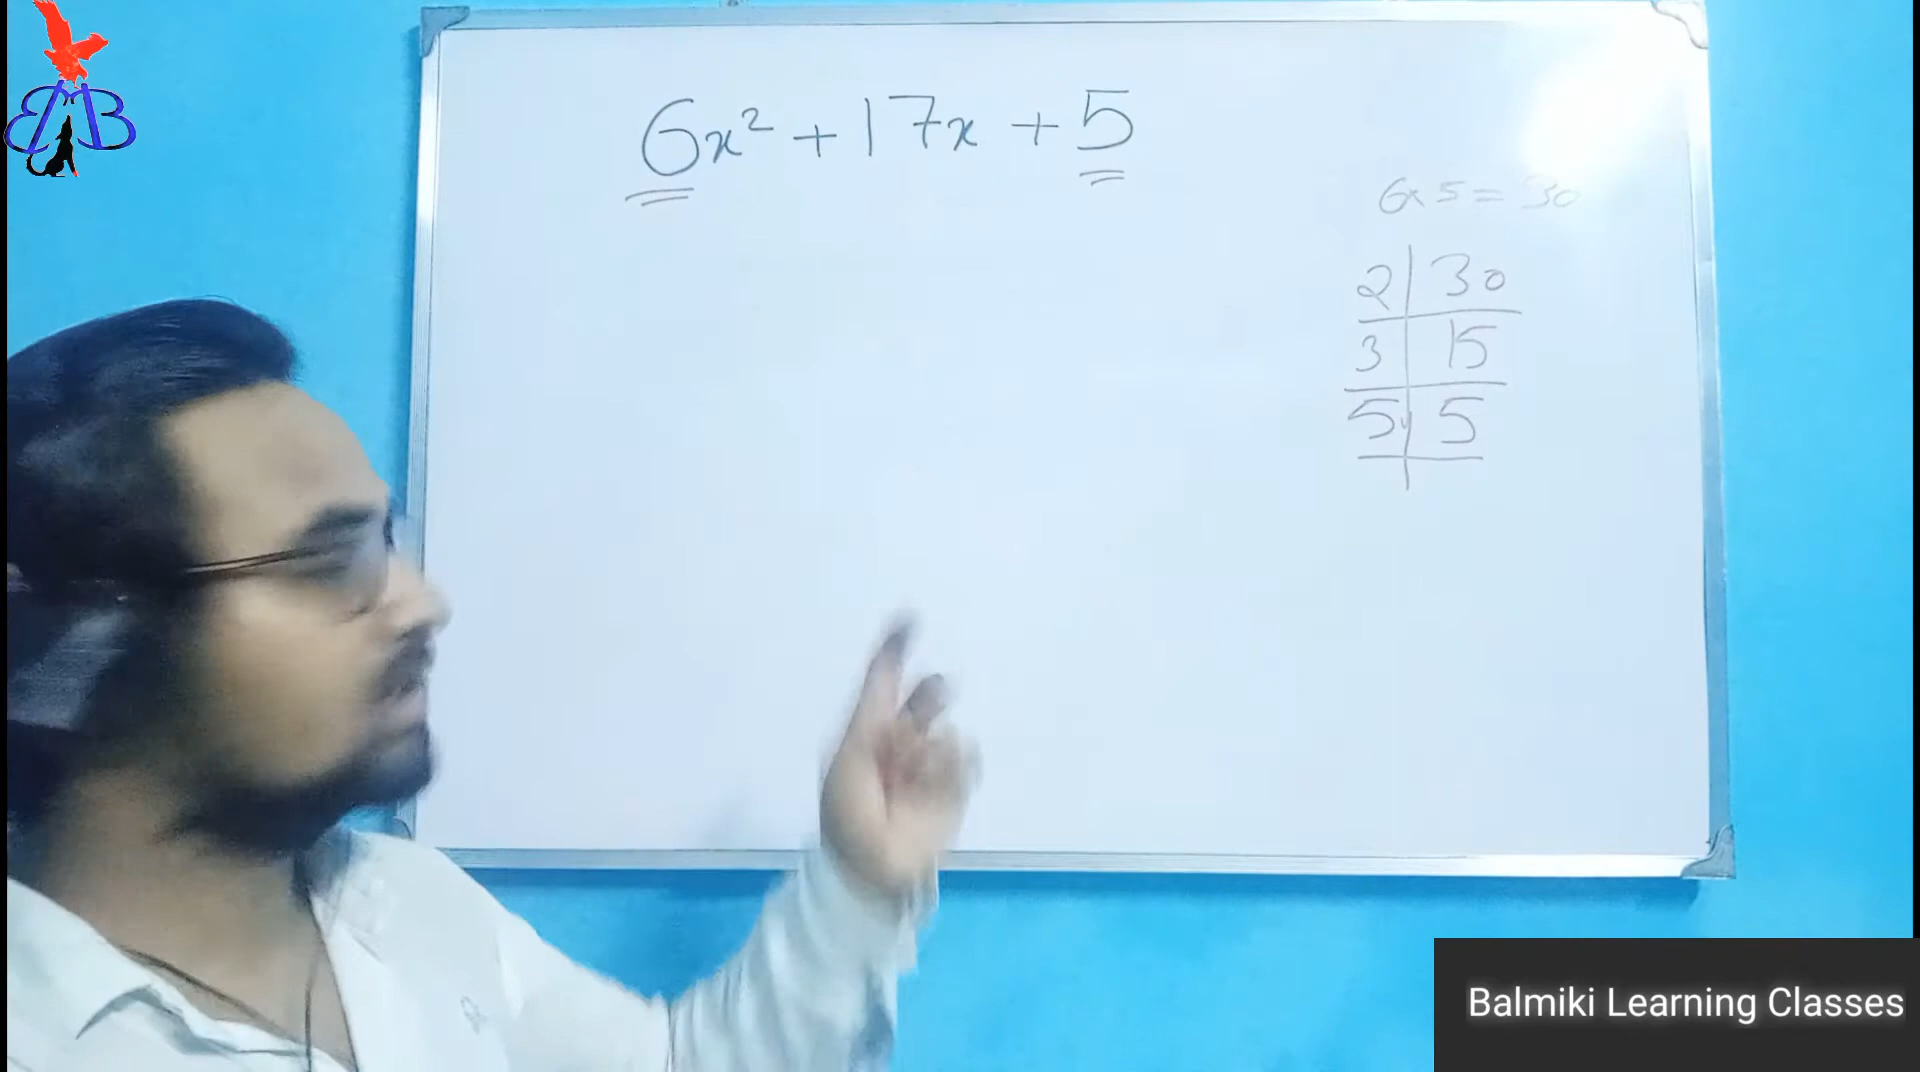 6x² + 17x + 5
6x5 = 30
2 | 30
3 | 15
5 | 5
Balmiki Learning Classes